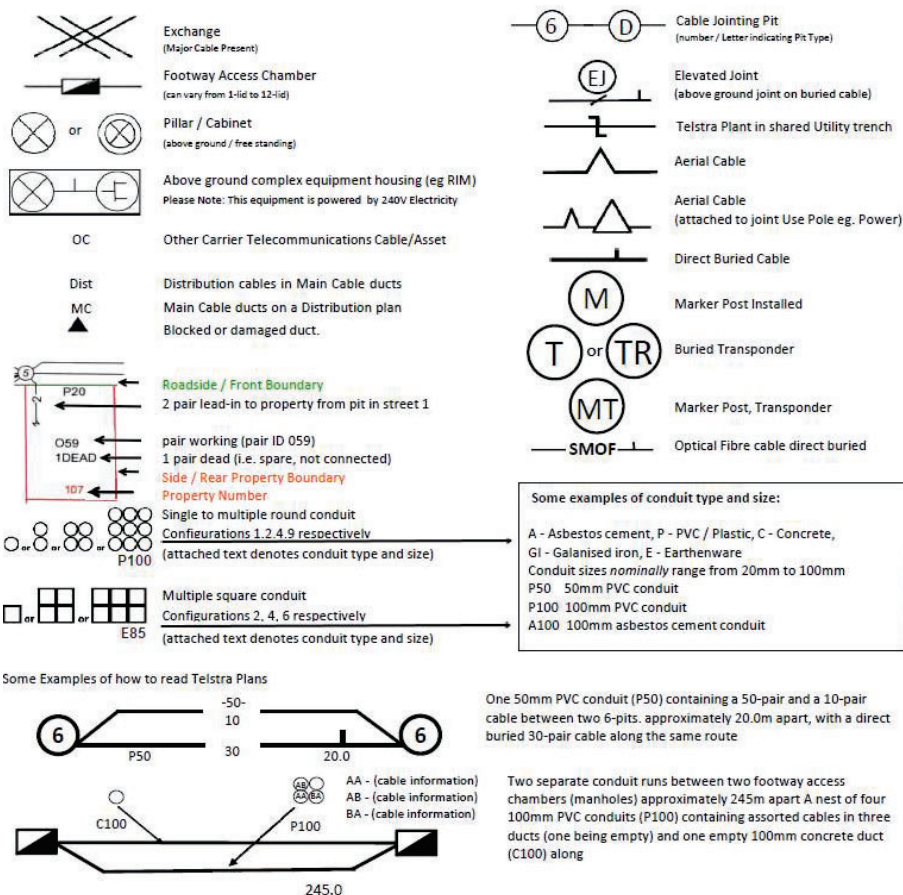 Exchange
(Major Cable Present)
Footway Access Chamber
(can vary from 1-lid to 12-lid)
or
Pillar / Cabinet
(above ground / free standing)
Above ground complex equipment housing (eg RIM)
Please Note: This equipment is powered by 240V Electricity
OC
Other Carrier Telecommunications Cable/Asset
Dist
Distribution cables in Main Cable ducts
MC
Main Cable ducts on a Distribution plan
Blocked or damaged duct.
5
P20
2
Roadside / Front Boundary
2 pair lead-in to property from pit in street 1
O59
pair working (pair ID 059)
1DEAD
1 pair dead (i.e. spare, not connected)
Side / Rear Property Boundary
107
Property Number
Single to multiple round conduit
or or or
Configurations 1.2.4.9 respectively
P100
(attached text denotes conduit type and size)
Multiple square conduit
or or
Configurations 2, 4, 6 respectively
E85
(attached text denotes conduit type and size)
6 D
Cable Jointing Pit
(number / Letter indicating Pit Type)
EJ
Elevated Joint
(above ground joint on buried cable)
Telstra Plant in shared Utility trench
Aerial Cable
Aerial Cable
(attached to joint Use Pole eg. Power)
Direct Buried Cable
M
Marker Post Installed
T or TR
Buried Transponder
MT
Marker Post, Transponder
SMOF
Optical Fibre cable direct buried
Some examples of conduit type and size:
A - Asbestos cement, P - PVC / Plastic, C - Concrete,
GI - Galanised iron, E - Earthenware
Conduit sizes nominally range from 20mm to 100mm
P50 50mm PVC conduit
P100 100mm PVC conduit
A100 100mm asbestos cement conduit
Some Examples of how to read Telstra Plans
-50-
10
6 6
P50 30 20.0
One 50mm PVC conduit (P50) containing a 50-pair and a 10-pair
cable between two 6-pits. approximately 20.0m apart, with a direct
buried 30-pair cable along the same route
AB
AA BA
AA - (cable information)
AB - (cable information)
BA - (cable information)
C100
P100
245.0
Two separate conduit runs between two footway access
chambers (manholes) approximately 245m apart A nest of four
100mm PVC conduits (P100) containing assorted cables in three
ducts (one being empty) and one empty 100mm concrete duct
(C100) along